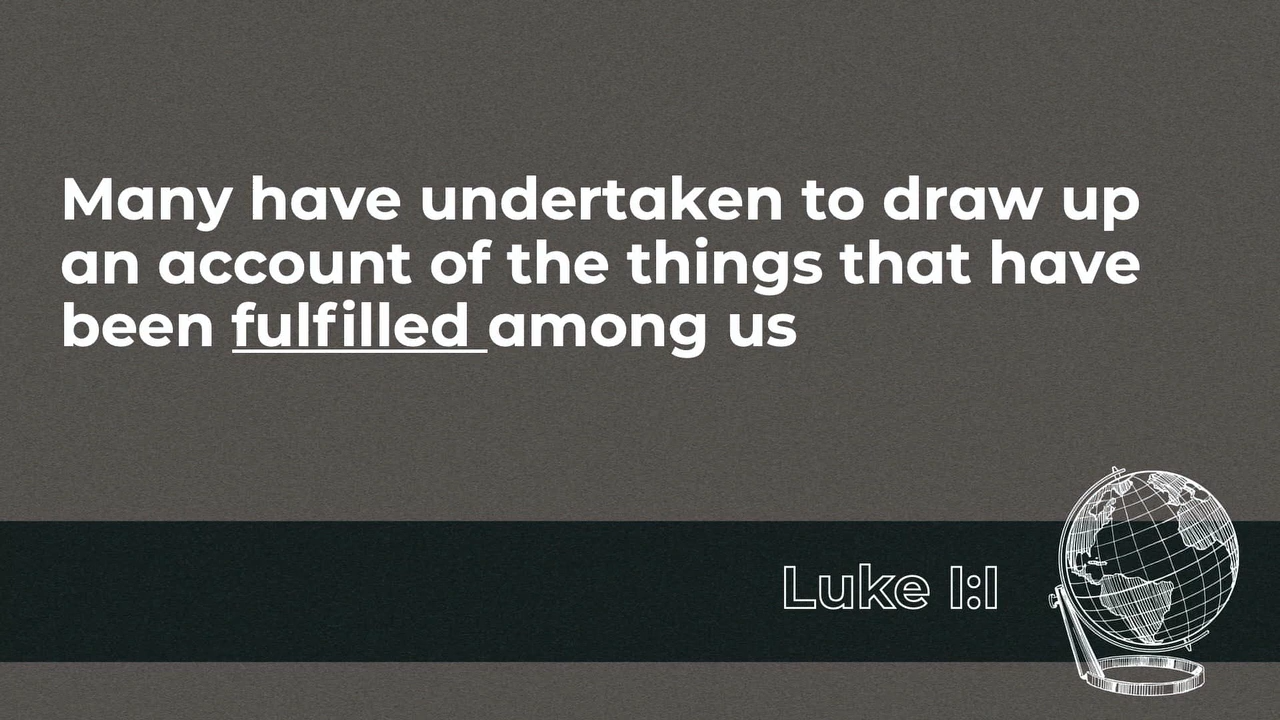 Many have undertaken to draw up
an account of the things that have
been fulfilled among us
Luke 1:1